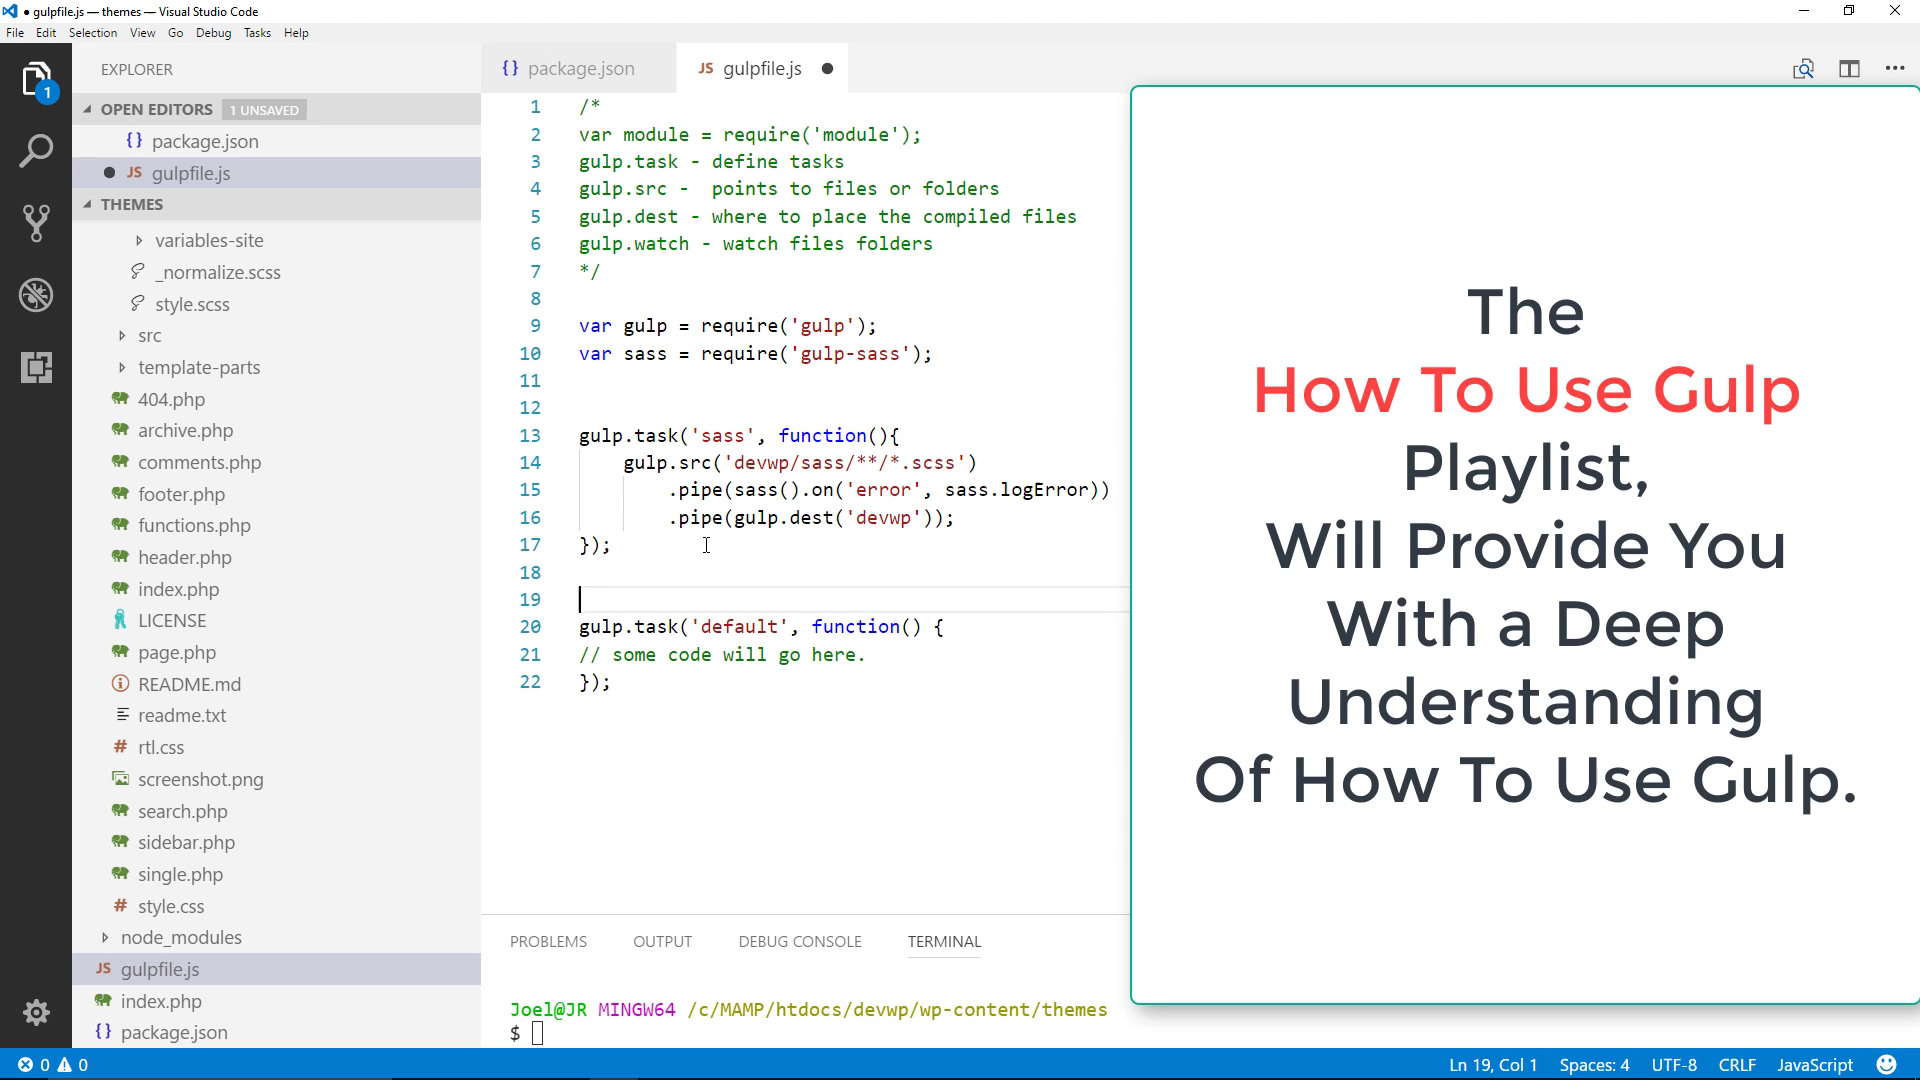 ● gulpfile.js — themes — Visual Studio Code
File Edit Selection View Go Debug Tasks Help
EXPLORER
OPEN EDITORS 1 UNSAVED
{} package.json
● JS gulpfile.js
THEMES
variables-site
_normalize.scss
style.scss
src
template-parts
404.php
archive.php
comments.php
footer.php
functions.php
header.php
index.php
LICENSE
page.php
README.md
readme.txt
# rtl.css
screenshot.png
search.php
sidebar.php
single.php
# style.css
node_modules
JS gulpfile.js
index.php
{} package.json
1
{} package.json JS gulpfile.js ●
1 /*
2 var module = require('module');
3 gulp.task - define tasks
4 gulp.src -  points to files or folders
5 gulp.dest - where to place the compiled files
6 gulp.watch - watch files folders
7 */
8
9 var gulp = require('gulp');
10 var sass = require('gulp-sass');
11
12
13 gulp.task('sass', function(){
14     gulp.src('devwp/sass/**/*.scss')
15         .pipe(sass().on('error', sass.logError))
16         .pipe(gulp.dest('devwp'));
17 });
18
19
20 gulp.task('default', function() {
21 // some code will go here.
22 });
The
How To Use Gulp
Playlist,
Will Provide You
With a Deep
Understanding
Of How To Use Gulp.
PROBLEMS OUTPUT DEBUG CONSOLE TERMINAL
Joel@JR MINGW64 /c/MAMP/htdocs/devwp/wp-content/themes
$
0 0 Ln 19, Col 1 Spaces: 4 UTF-8 CRLF JavaScript